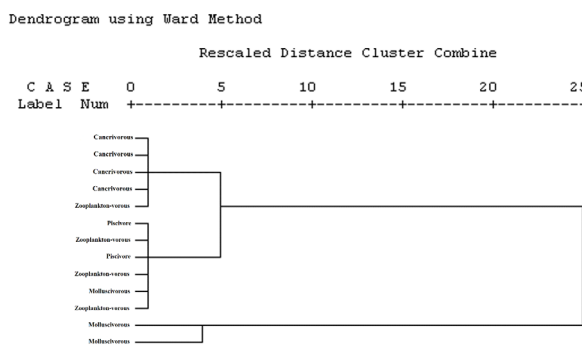 Dendrogram using Ward Method
Rescaled Distance Cluster Combine
C A S E 0 5 10 15 20 25
Label Num +---------+---------+---------+---------+---------+
Cancrivorous
Cancrivorous
Cancrivorous
Cancrivorous
Zooplankton-vorous
Piscivore
Zooplankton-vorous
Piscivore
Zooplankton-vorous
Molluscivorous
Zooplankton-vorous
Molluscivorous
Molluscivorous